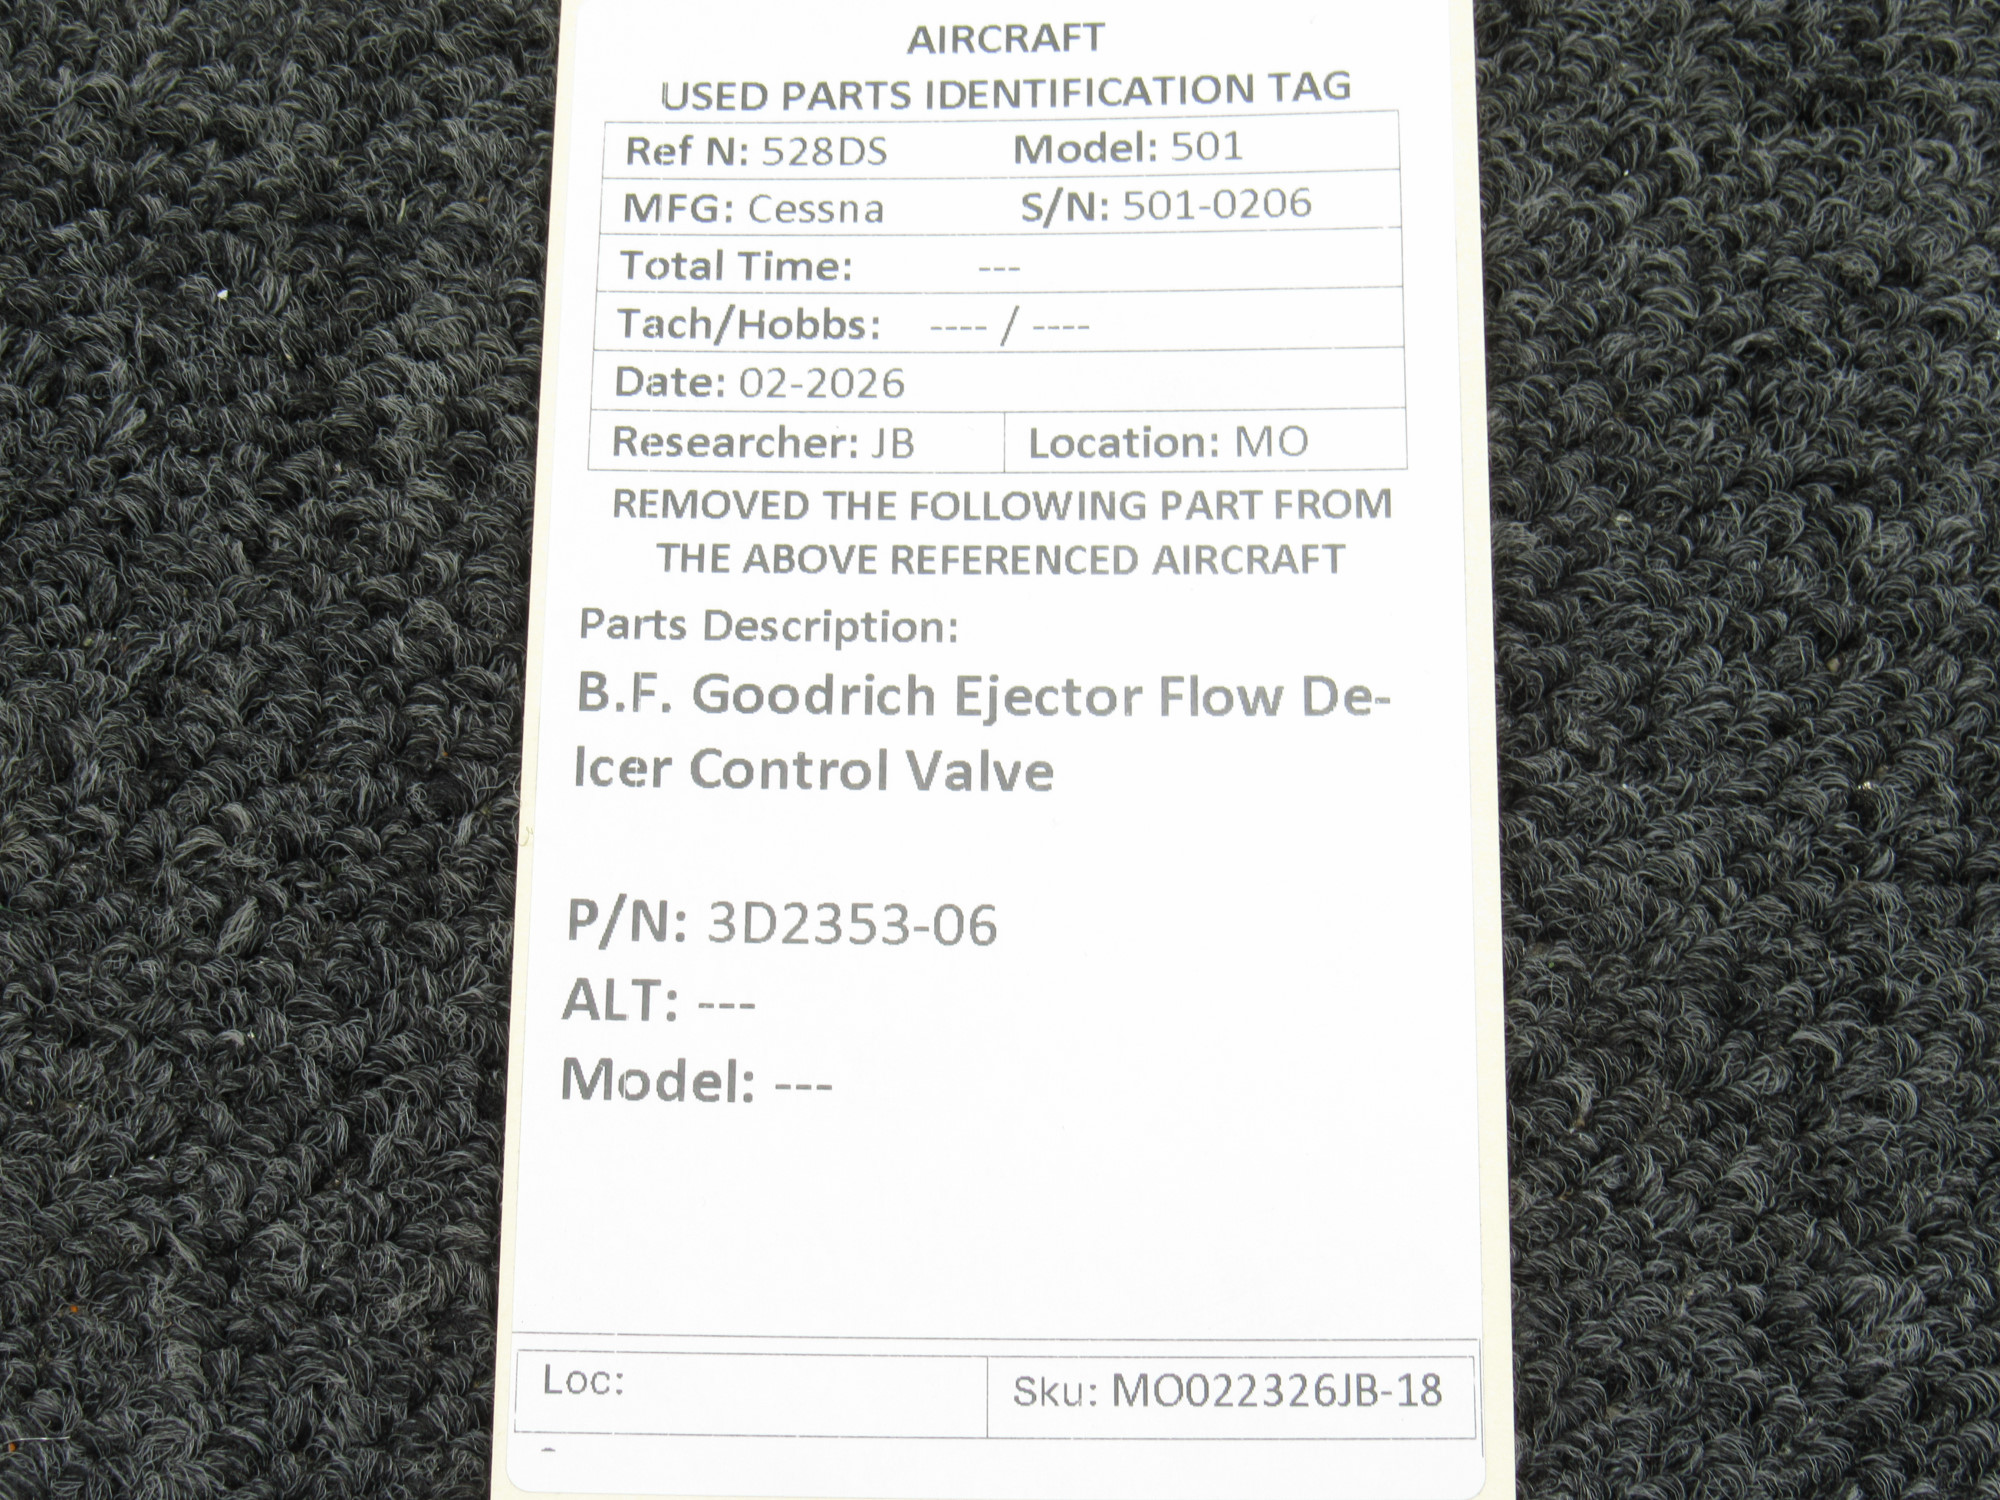 AIRCRAFT
USED PARTS IDENTIFICATION TAG
Ref N: 528DS Model: 501
MFG: Cessna S/N: 501-0206
Total Time: ---
Tach/Hobbs: ---- / ----
Date: 02-2026
Researcher: JB Location: MO
REMOVED THE FOLLOWING PART FROM
THE ABOVE REFERENCED AIRCRAFT
Parts Description:
B.F. Goodrich Ejector Flow De-
Icer Control Valve
P/N: 3D2353-06
ALT: ---
Model: ---
Loc: Sku: MO022326JB-18